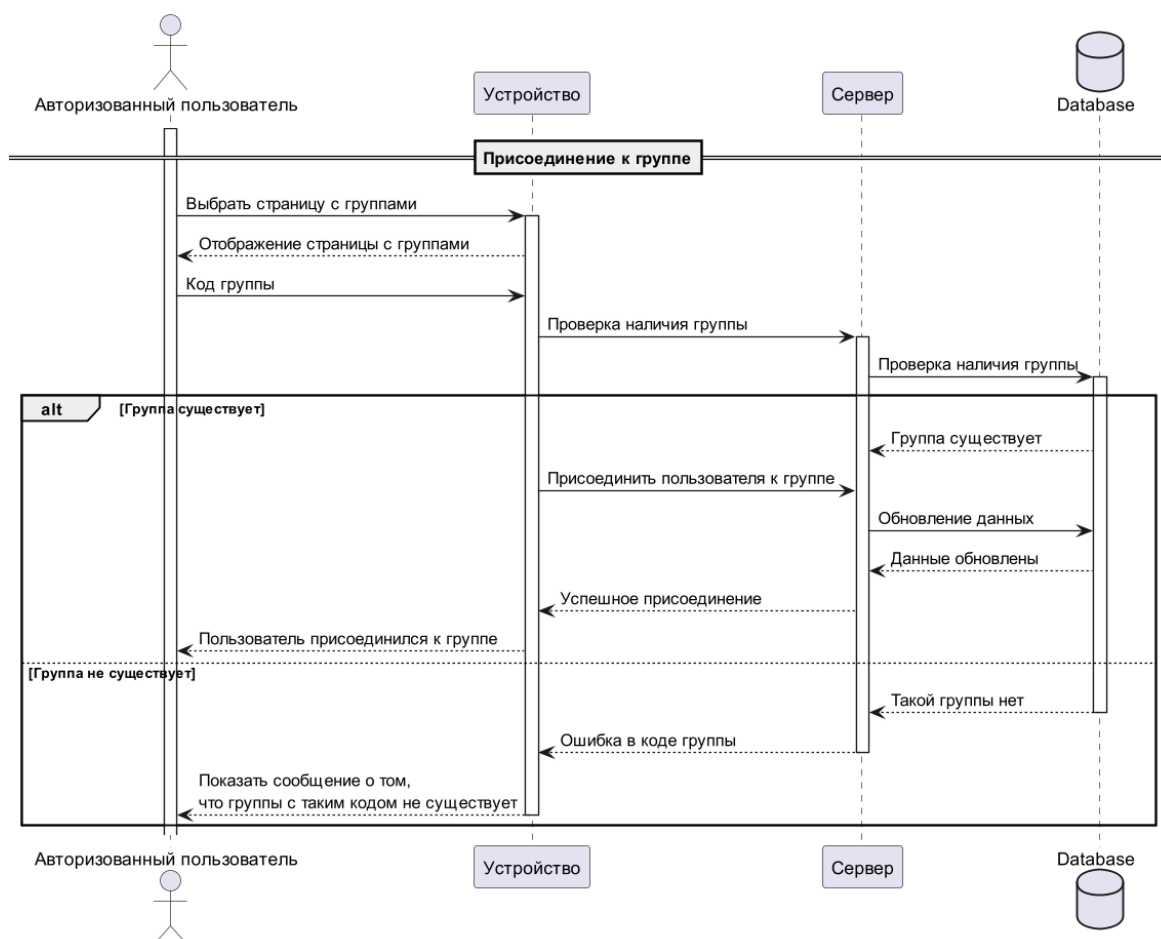 Авторизованный пользователь
Устройство
Сервер
Database
Присоединение к группе
Выбрать страницу с группами
Отображение страницы с группами
Код группы
Проверка наличия группы
Проверка наличия группы
alt
[Группа существует]
Группа существует
Присоединить пользователя к группе
Обновление данных
Данные обновлены
Успешное присоединение
Пользователь присоединился к группе
[Группа не существует]
Такой группы нет
Ошибка в коде группы
Показать сообщение о том,
что группы с таким кодом не существует
Авторизованный пользователь
Устройство
Сервер
Database